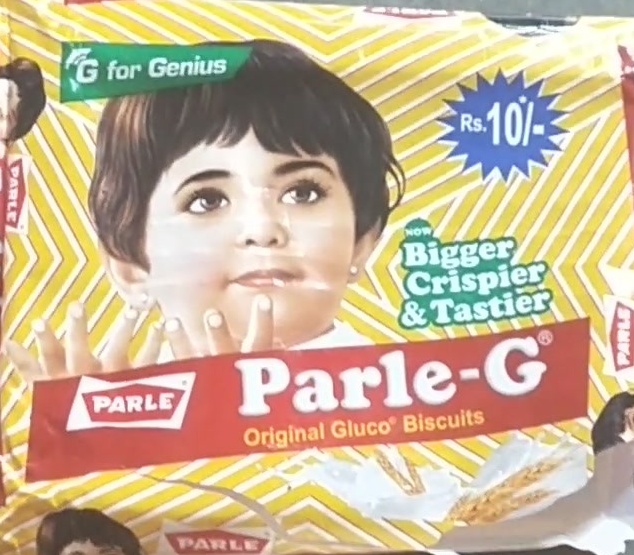 G for Genius
Rs.10*/-
NOW
Bigger
Crispier
& Tastier
PARLE
Parle-G®
PARLE
PARLE
Original Gluco® Biscuits
PARLE